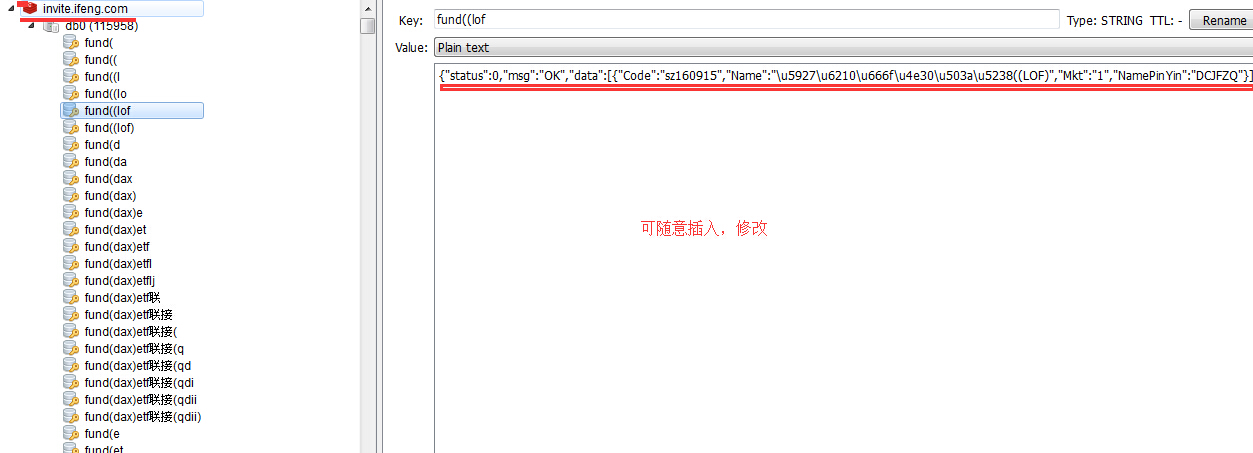 invite.ifeng.com
db0 (115958)
fund(
fund((
fund((l
fund((lo
fund((lof
fund((lof)
fund(d
fund(da
fund(dax
fund(dax)
fund(dax)e
fund(dax)et
fund(dax)etf
fund(dax)etfl
fund(dax)etflj
fund(dax)etf联
fund(dax)etf联接
fund(dax)etf联接(
fund(dax)etf联接(q
fund(dax)etf联接(qd
fund(dax)etf联接(qdi
fund(dax)etf联接(qdii
fund(dax)etf联接(qdii)
fund(e
fund(et
Key: fund((lof Type: STRING TTL: - Rename
Value: Plain text
{"status":0,"msg":"OK","data":[{"Code":"sz160915","Name":"\u5927\u6210\u666f\u4e30\u503a\u5238((LOF)","Mkt":"1","NamePinYin":"DCJFZQ"}]
可随意插入，修改